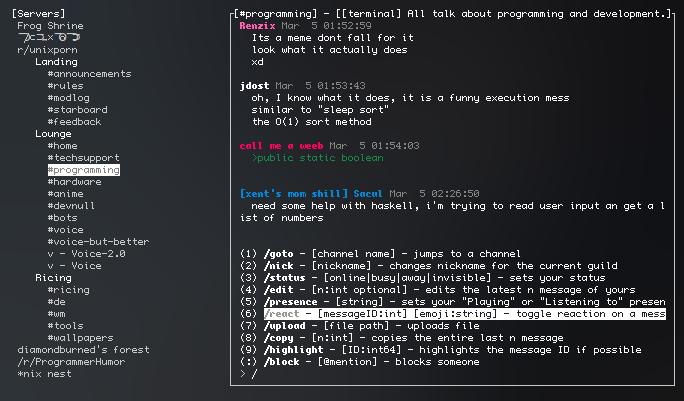 [Servers]
Frog Shrine
r/unixporn
Landing
#announcements
#rules
#modlog
#starboard
#feedback
Lounge
#home
#techsupport
#programming
#hardware
#anime
#devnull
#bots
#voice
#voice-but-better
v - Voice-2.0
v - Voice
Ricing
#ricing
#de
#wm
#tools
#wallpapers
diamondburned's forest
/r/ProgrammerHumor
*nix nest
[#programming] - [[terminal] All talk about programming and development.]
Renzix Mar 5 01:52:59
Its a meme dont fall for it
look what it actually does
xd
jdost Mar 5 01:53:43
oh, I know what it does, it is a funny execution mess
similar to "sleep sort"
the O(1) sort method
call me a weeb Mar 5 01:54:03
>public static boolean
[xent's mom shill] Sacul Mar 5 02:26:50
need some help with haskell, i'm trying to read user input an get a l
ist of numbers
(1) /goto - [channel name] - jumps to a channel
(2) /nick - [nickname] - changes nickname for the current guild
(3) /status - [online|busy|away|invisible] - sets your status
(4) /edit - [n:int optional] - edits the latest n message of yours
(5) /presence - [string] - sets your "Playing" or "Listening to" presen
(6) /react - [messageID:int] [emoji:string] - toggle reaction on a mess
(7) /upload - [file path] - uploads file
(8) /copy - [n:int] - copies the entire last n message
(9) /highlight - [ID:int64] - highlights the message ID if possible
(:) /block - [@mention] - blocks someone
> /